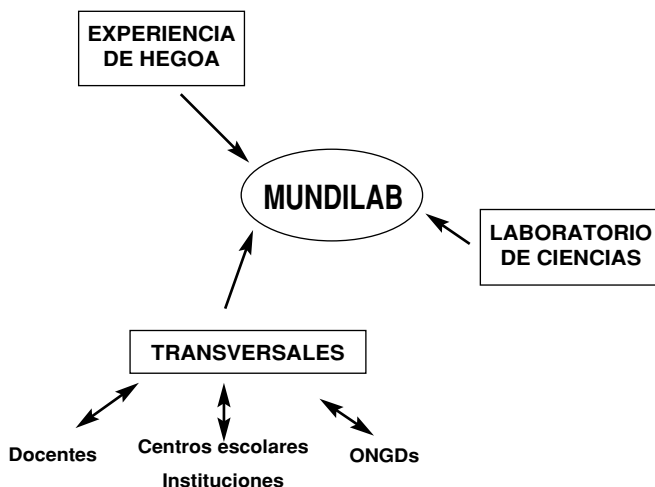 EXPERIENCIA
DE HEGOA
MUNDILAB
LABORATORIO
DE CIENCIAS
TRANSVERSALES
Docentes
Centros escolares
Instituciones
ONGDs